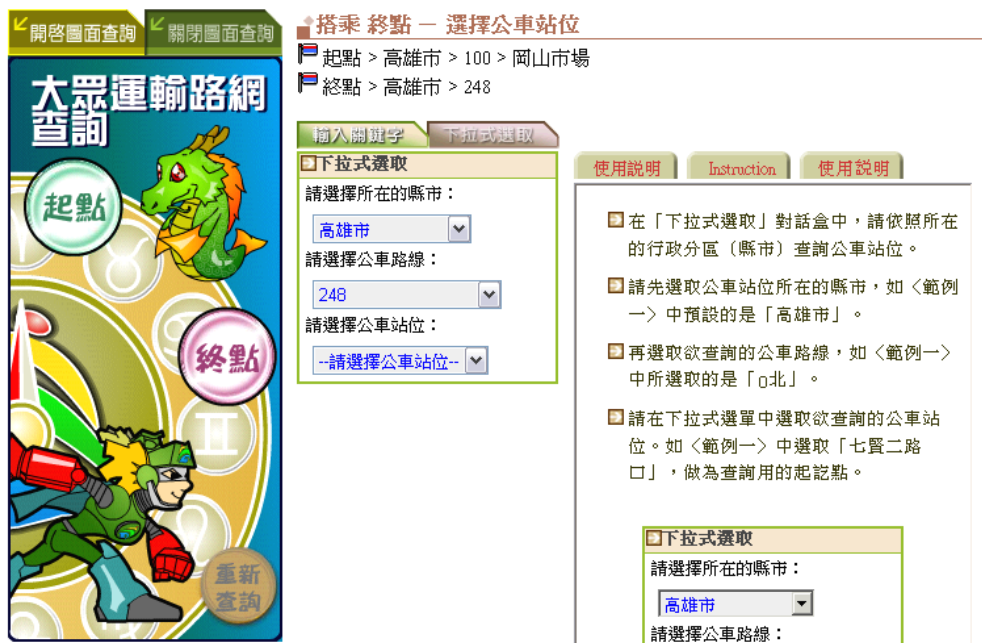 開啓圖面查詢
關閉圖面查詢
大眾運輸路網
查詢
起點
終點
重新
查詢
搭乘 終點 － 選擇公車站位
起點 > 高雄市 > 100 > 岡山市場
終點 > 高雄市 > 248
輸入關鍵字
下拉式選取
下拉式選取
請選擇所在的縣市：
高雄市
請選擇公車路線：
248
請選擇公車站位：
--請選擇公車站位--
使用説明
Instruction
使用説明
在「下拉式選取」對話盒中，請依照所在
的行政分區〔縣市〕查詢公車站位。
請先選取公車站位所在的縣市，如〈範例
一〉中預設的是「高雄市」。
再選取欲查詢的公車路線，如〈範例一〉
中所選取的是「0北」。
請在下拉式選單中選取欲查詢的公車站
位。如〈範例一〉中選取「七賢二路
口」，做為查詢用的起訖點。
下拉式選取
請選擇所在的縣市：
高雄市
請選擇公車路線：